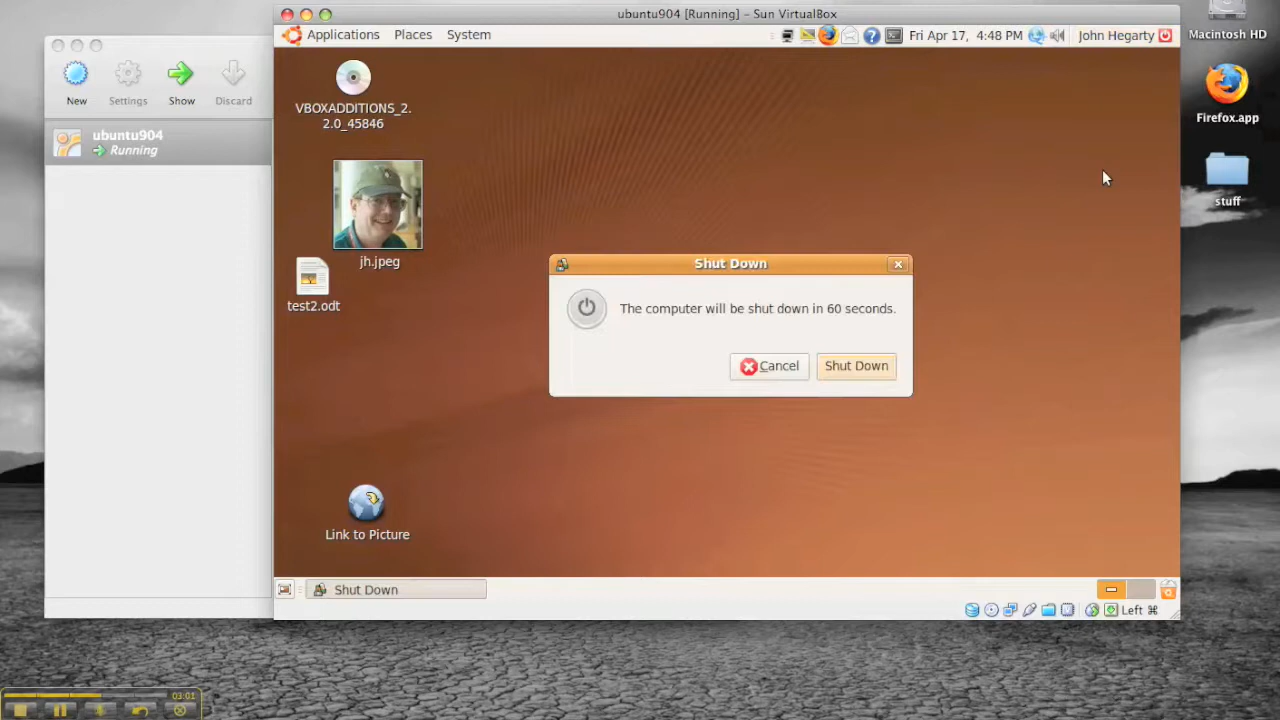 ubuntu904 [Running] – Sun VirtualBox
Applications Places System
Fri Apr 17, 4:48 PM
John Hegarty
Macintosh HD
New Settings Show Discard
ubuntu904
Running
VBOXADDITIONS_2.
2.0_45846
Firefox.app
stuff
jh.jpeg
test2.odt
Shut Down
The computer will be shut down in 60 seconds.
Cancel
Shut Down
Link to Picture
Shut Down
Left ⌘
03:01